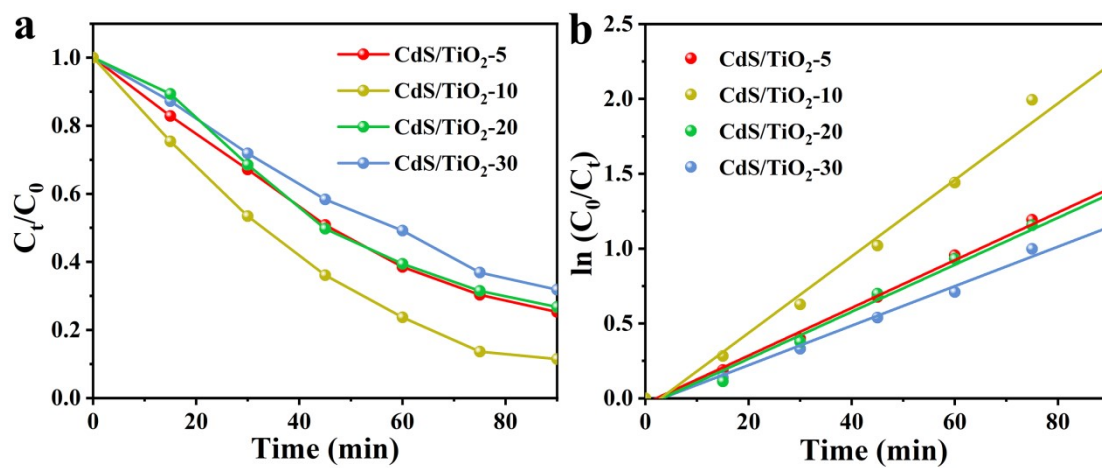 a
1.0
0.8
0.6
0.4
0.2
0.0
C_t/C_0
0
20
40
60
80
Time (min)
CdS/TiO₂-5
CdS/TiO₂-10
CdS/TiO₂-20
CdS/TiO₂-30
b
2.5
2.0
1.5
1.0
0.5
0.0
ln (C_0/C_t)
0
20
40
60
80
Time (min)
CdS/TiO₂-5
CdS/TiO₂-10
CdS/TiO₂-20
CdS/TiO₂-30